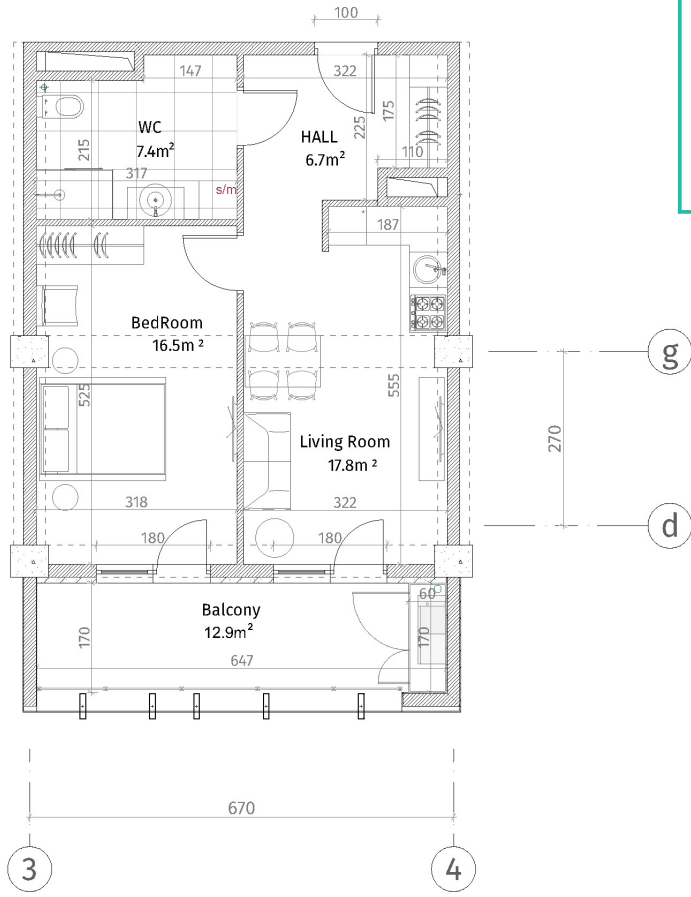 100
147
322
WC
7.4m²
215
317
s/m
HALL
6.7m²
225
175
110
187
BedRoom
16.5m ²
525
555
Living Room
17.8m ²
318
322
180
180
g
270
d
Balcony
12.9m²
60
170
170
647
670
3
4